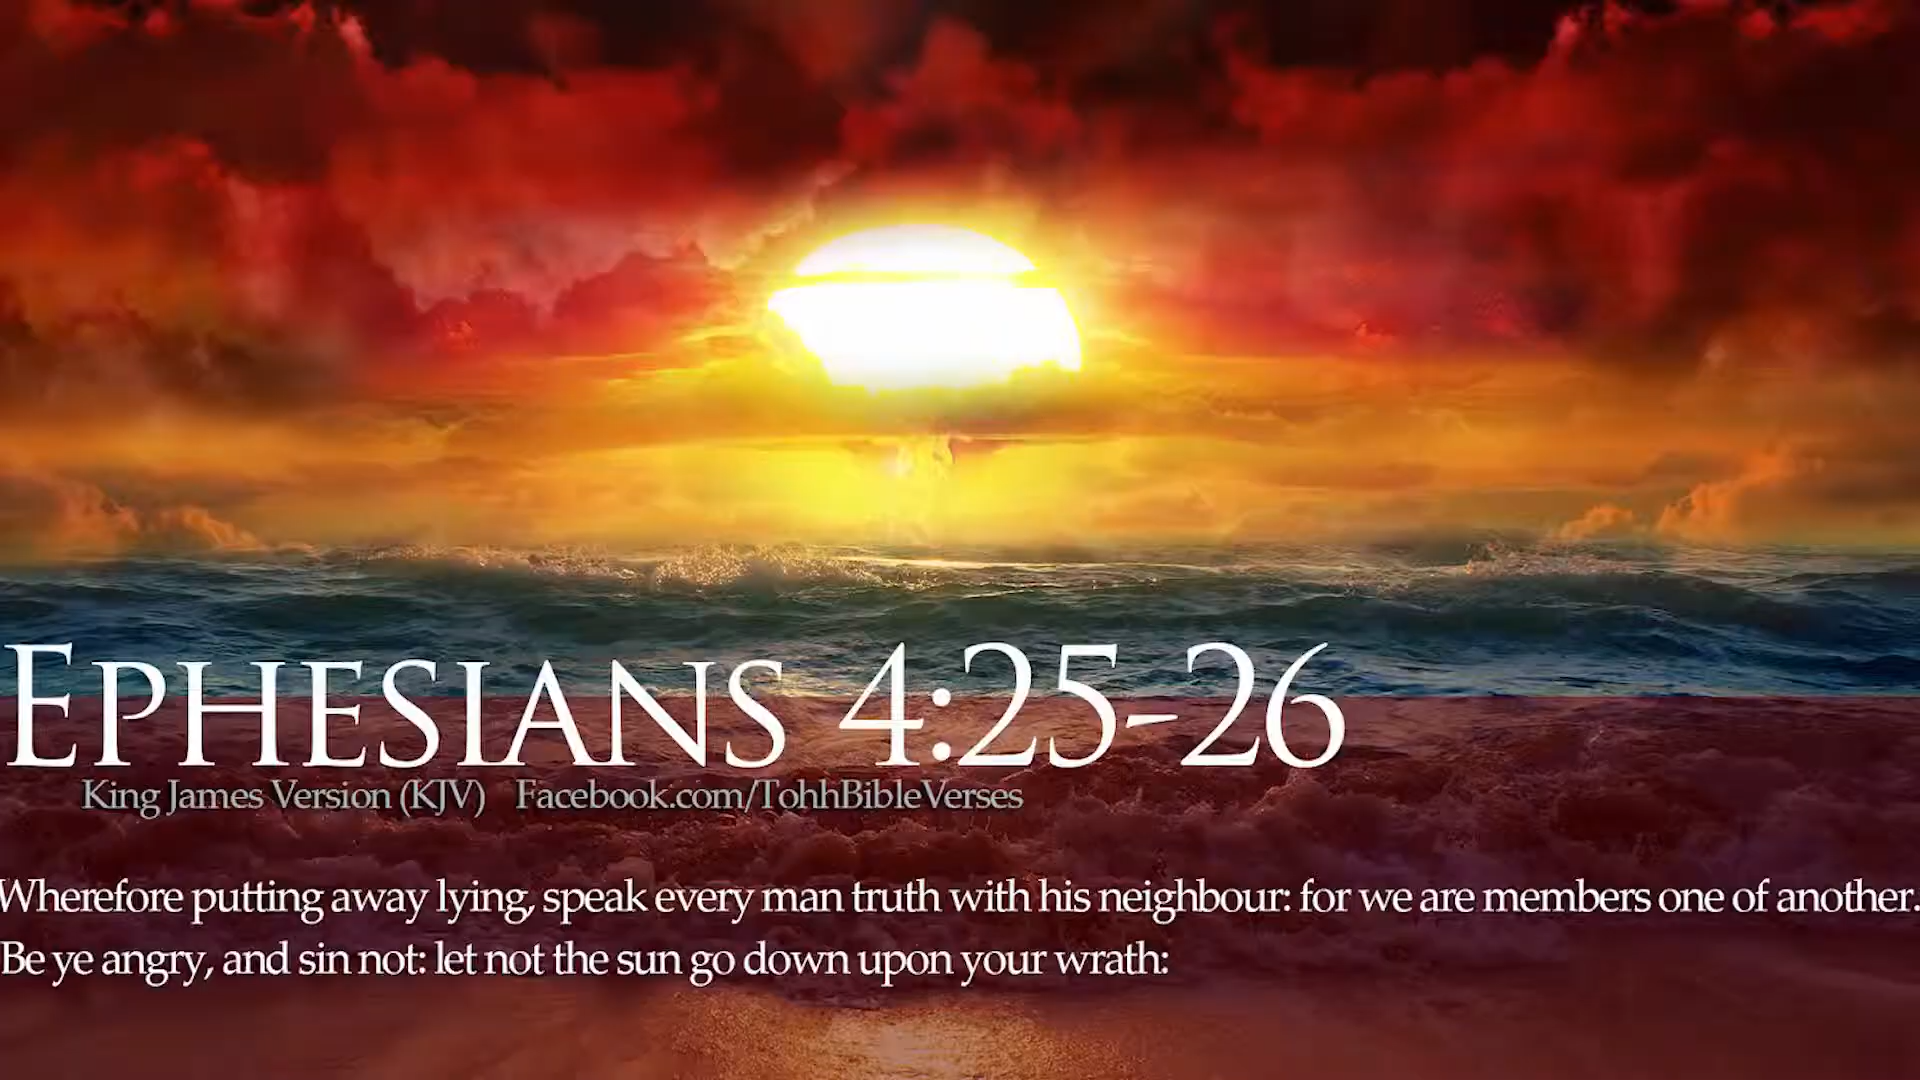 EPHESIANS 4:25-26
King James Version (KJV) Facebook.com/TohhBibleVerses
Wherefore putting away lying, speak every man truth with his neighbour: for we are members one of another.
Be ye angry, and sin not: let not the sun go down upon your wrath: